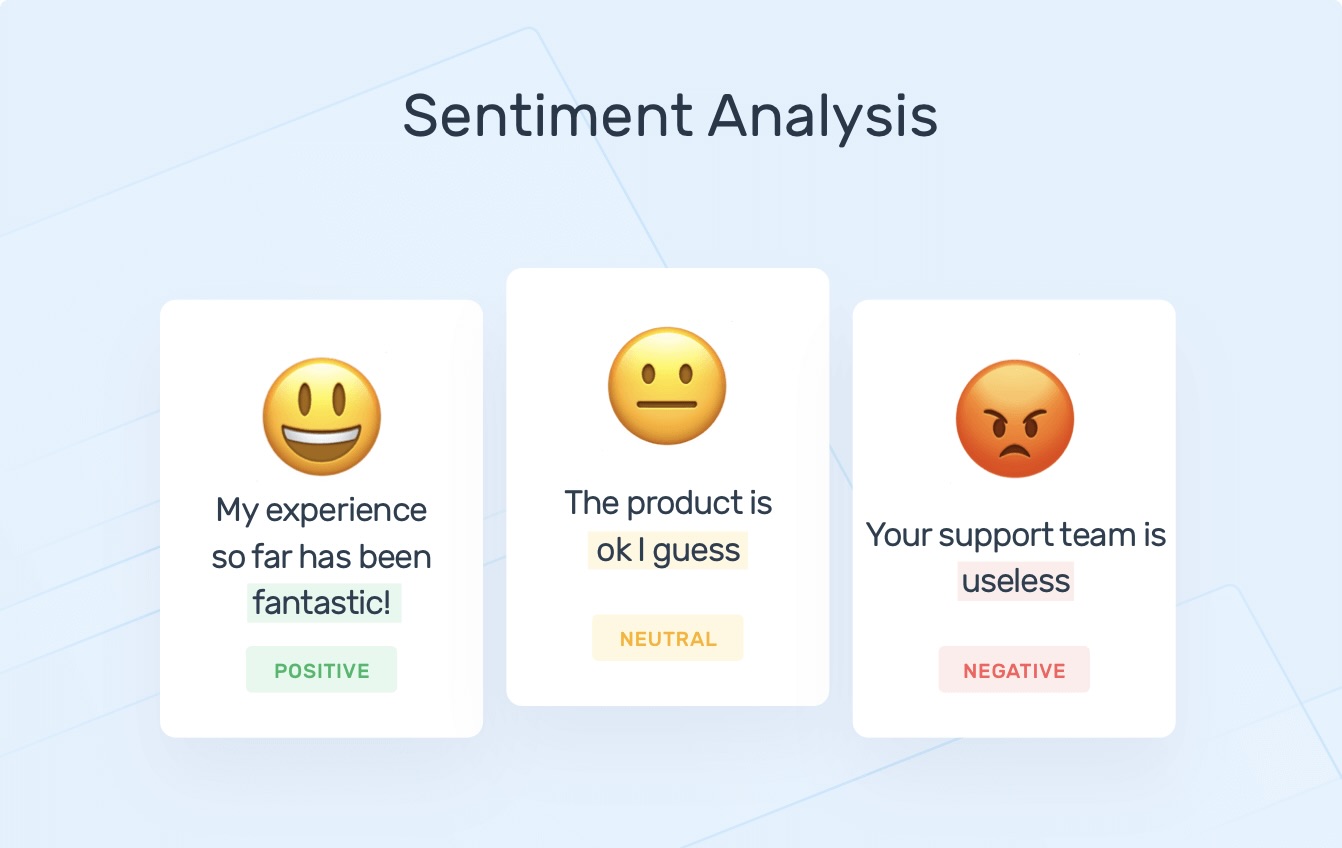 Sentiment Analysis
My experience
so far has been
fantastic!
POSITIVE
The product is
ok I guess
NEUTRAL
Your support team is
useless
NEGATIVE